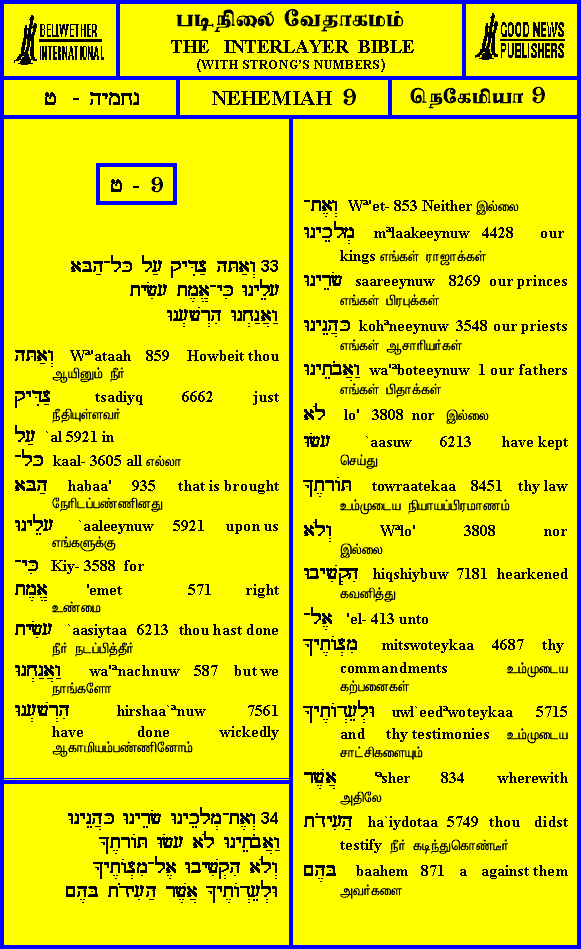 BELLWETHER
INTERNATIONAL
படிநிலை வேதாகமம்
THE INTERLAYER BIBLE
(WITH STRONG'S NUMBERS)
GOOD NEWS
PUBLISHERS
נחמיה - ט
NEHEMIAH 9
நெகேமியா 9
ט - 9
33 וְאַתָּה צַדִּיק עַל כָּל־הַבָּא
עָלֵינוּ כִּי־אֱמֶת עָשִׂיתָ
וַאֲנַחְנוּ הִרְשָׁעְנוּ
וְאַתָּה Wª'ataah 859 Howbeit thou
ஆயினும் நீர்
צַדִּיק tsadiyq 6662 just
நீதியுள்ளவர்
עַל `al 5921 in
כָּל־ kaal- 3605 all எல்லா
הַבָּא habaa' 935 that is brought
நேரிடப்பண்ணினது
עָלֵינוּ `aaleeynuw 5921 upon us
எங்களுக்கு
כִּי־ Kiy- 3588 for
אֱמֶת 'emet 571 right
உண்மை
עָשִׂיתָ `aasiytaa 6213 thou hast done
நீர் நடப்பித்தீர்
וַאֲנַחְנוּ wa'ªnachnuw 587 but we
நாங்களோ
הִרְשָׁעְנוּ hirshaa`ªnuw 7561
have done wickedly
ஆகாமியம்பண்ணினோம்
34 וְאֶת־מְלָכֵינוּ שָׂרֵינוּ כֹּהֲנֵינוּ
וַאֲבֹתֵינוּ לֹא עָשׂוּ תּוֹרָתֶךָ
וְלֹא הִקְשִׁיבוּ אֶל־מִצְוֹתֶיךָ
וּלְעֵדְוֹתֶיךָ אֲשֶׁר הַעִידֹתָ בָּהֶם
וְאֶת־ Wª'et- 853 Neither இல்லை
מְלָכֵינוּ mªlaakeeynuw 4428 our
kings எங்கள் ராஜாக்கள்
שָׂרֵינוּ saareeynuw 8269 our princes
எங்கள் பிரபுக்கள்
כֹּהֲנֵינוּ kohªneeynuw 3548 our priests
எங்கள் ஆசாரியர்கள்
וַאֲבֹתֵינוּ wa'ªboteeynuw 1 our fathers
எங்கள் பிதாக்கள்
לֹא lo' 3808 nor இல்லை
עָשׂוּ `aasuw 6213 have kept
செய்து
תּוֹרָתֶךָ towraatekaa 8451 thy law
உம்முடைய நியாயப்பிரமாணம்
וְלֹא Wªlo' 3808 nor
இல்லை
הִקְשִׁיבוּ hiqshiybuw 7181 hearkened
கவனித்து
אֶל־ 'el- 413 unto
מִצְוֹתֶיךָ mitswoteykaa 4687 thy
commandments உம்முடைய
கற்பனைகள்
וּלְעֵדְוֹתֶיךָ uwl`eedªwoteykaa 5715
and thy testimonies உம்முடைய
சாட்சிகளையும்
אֲשֶׁר ªsher 834 wherewith
அதிலே
הַעִידֹתָ ha`iydotaa 5749 thou didst
testify நீர் கடிந்துகொண்டீர்
בָּהֶם baahem 871 a against them
அவர்களை